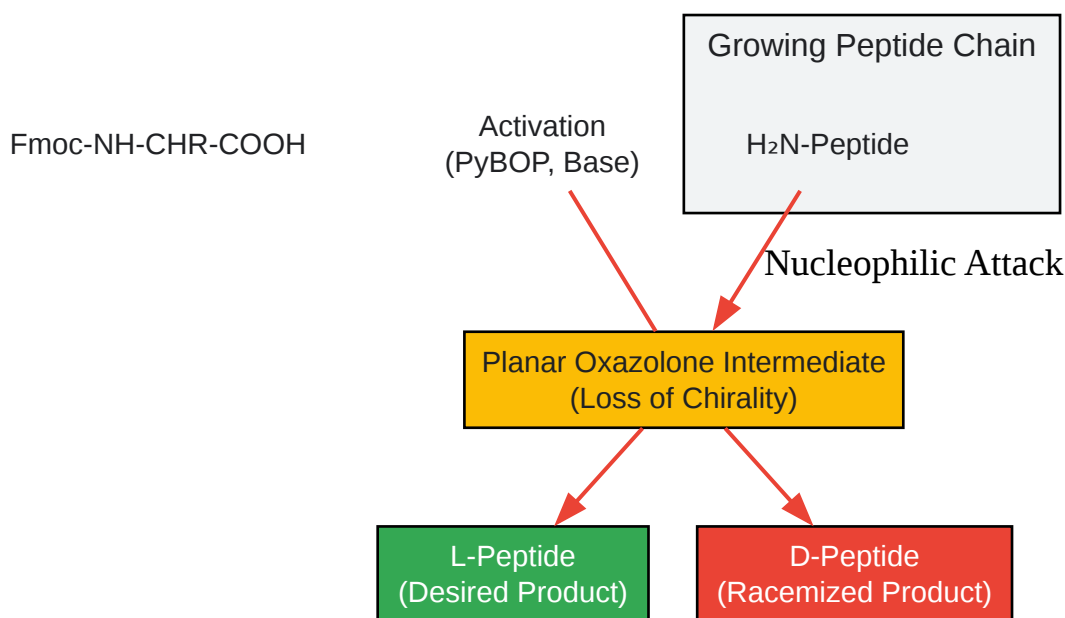 Growing Peptide Chain
Fmoc-NH-CHR-COOH
Activation
(PyBOP, Base)
H₂N-Peptide
Nucleophilic Attack
Planar Oxazolone Intermediate
(Loss of Chirality)
L-Peptide
(Desired Product)
D-Peptide
(Racemized Product)